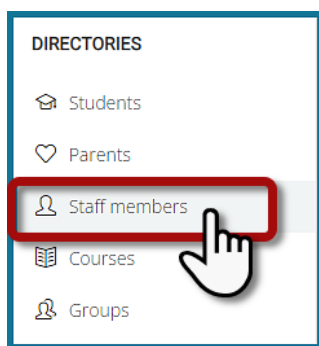 DIRECTORIES
Students
Parents
Staff members
Courses
Groups